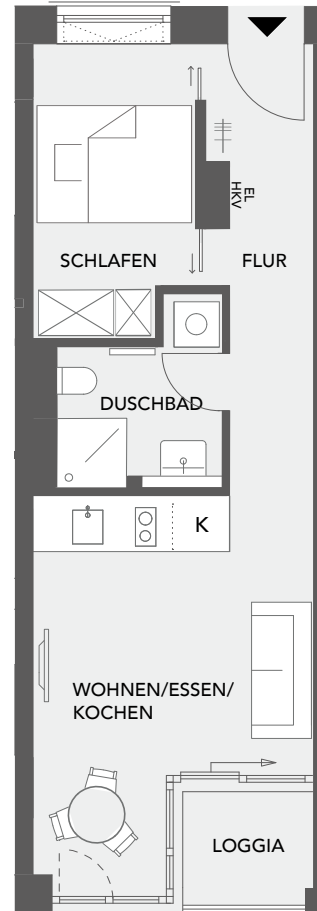 EL
HKV
SCHLAFEN
FLUR
DUSCHBAD
K
WOHNEN/ESSEN/
KOCHEN
LOGGIA